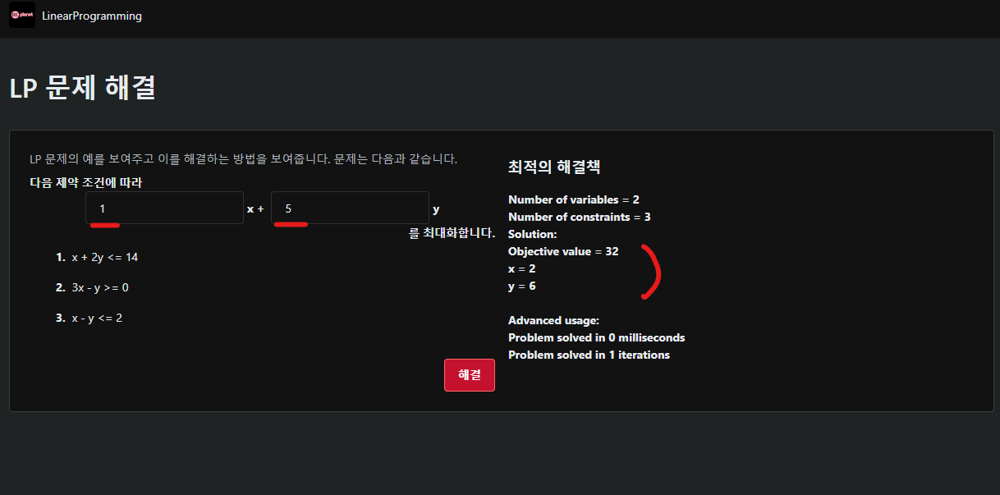 planet LinearProgramming
LP 문제 해결
LP 문제의 예를 보여주고 이를 해결하는 방법을 보여줍니다. 문제는 다음과 같습니다.
다음 제약 조건에 따라
1 x + 5 y
를 최대화합니다.
1. x + 2y <= 14
2. 3x - y >= 0
3. x - y <= 2
해결
최적의 해결책
Number of variables = 2
Number of constraints = 3
Solution:
Objective value = 32
x = 2
y = 6
Advanced usage:
Problem solved in 0 milliseconds
Problem solved in 1 iterations